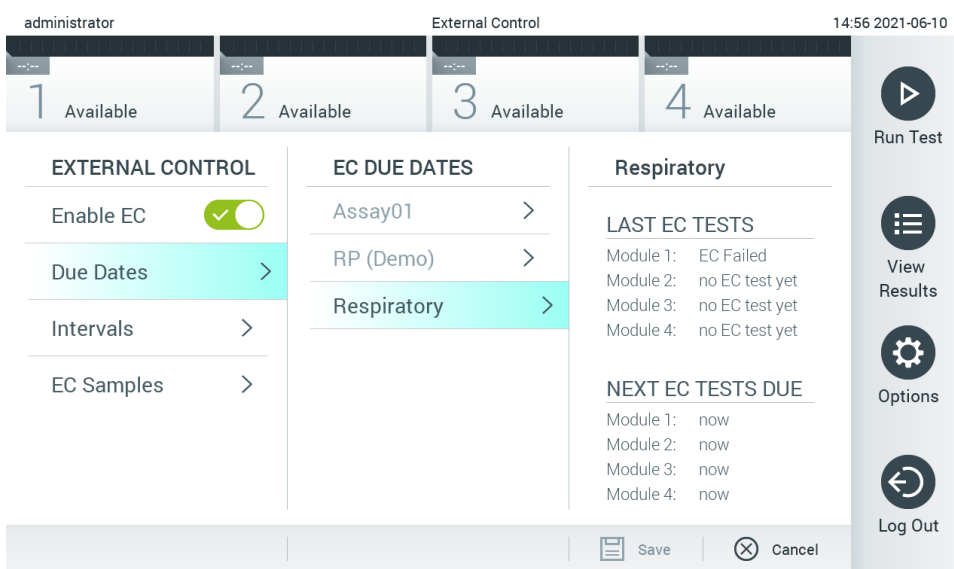 administrator
External Control
14:56 2021-06-10
--:--
1 Available
--:--
2 Available
--:--
3 Available
--:--
4 Available
EXTERNAL CONTROL
Enable EC
Due Dates
Intervals
EC Samples
EC DUE DATES
Assay01
RP (Demo)
Respiratory
Respiratory
LAST EC TESTS
Module 1: EC Failed
Module 2: no EC test yet
Module 3: no EC test yet
Module 4: no EC test yet
NEXT EC TESTS DUE
Module 1: now
Module 2: now
Module 3: now
Module 4: now
Run Test
View
Results
Options
Log Out
Save
Cancel